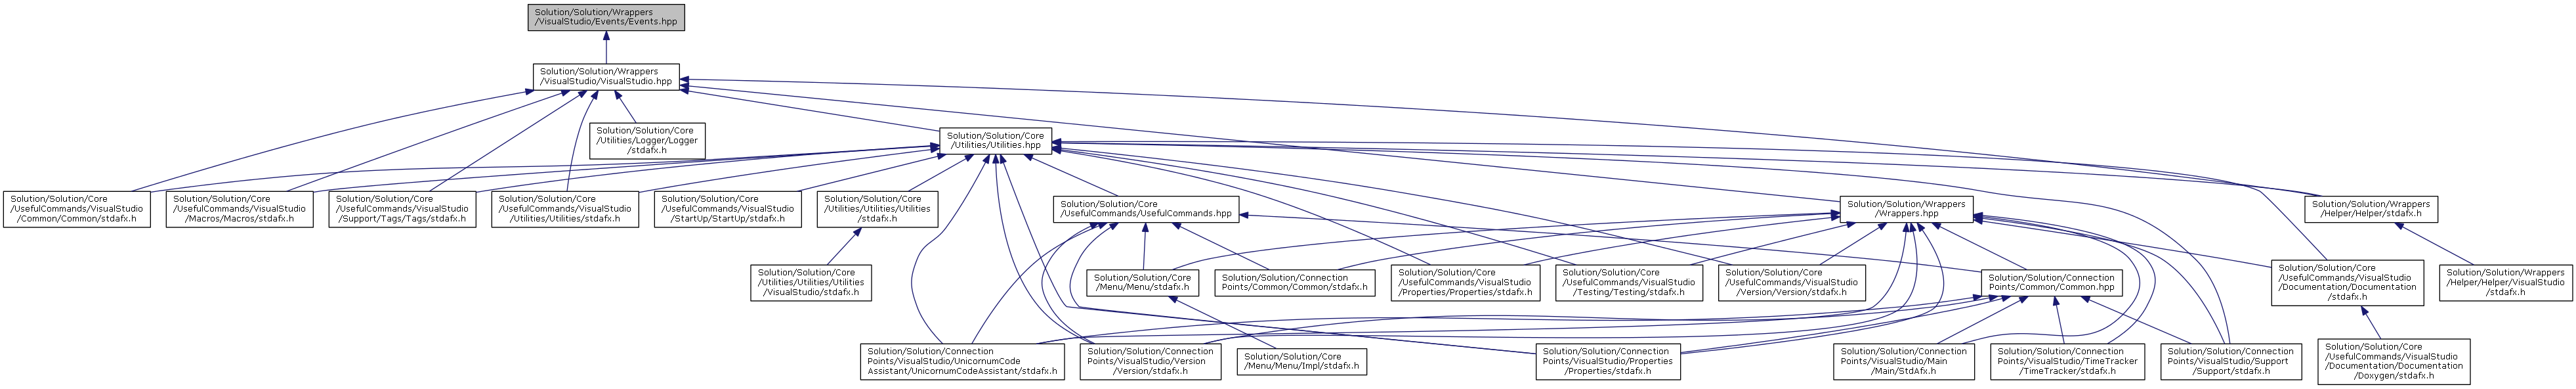 Solution/Solution/Wrappers
/VisualStudio/Events/Events.hpp
Solution/Solution/Wrappers
/VisualStudio/VisualStudio.hpp
Solution/Solution/Core
/Utilities/Logger/Logger
/stdafx.h
Solution/Solution/Core
/Utilities/Utilities.hpp
Solution/Solution/Core
/UsefulCommands/VisualStudio
/Common/Common/stdafx.h
Solution/Solution/Core
/UsefulCommands/VisualStudio
/Macros/Macros/stdafx.h
Solution/Solution/Core
/UsefulCommands/VisualStudio
Support/Tags/Tags/stdafx.h
Solution/Solution/Core
/UsefulCommands/VisualStudio
/Utilities/Utilities/stdafx.h
Solution/Solution/Core
/UsefulCommands/VisualStudio
/StartUp/StartUp/stdafx.h
Solution/Solution/Core
/Utilities/Utilities/Utilities
/stdafx.h
Solution/Solution/Core
/UsefulCommands/UsefulCommands.hpp
Solution/Solution/Wrappers
/Wrappers.hpp
Solution/Solution/Wrappers
/Helper/Helper/stdafx.h
Solution/Solution/Core
/Utilities/Utilities/Utilities
/VisualStudio/stdafx.h
Solution/Solution/Core
/Menu/Menu/stdafx.h
Solution/Solution/Connection
Points/Common/Common/stdafx.h
Solution/Solution/Core
/UsefulCommands/VisualStudio
/Properties/Properties/stdafx.h
Solution/Solution/Core
/UsefulCommands/VisualStudio
/Testing/Testing/stdafx.h
Solution/Solution/Core
/UsefulCommands/VisualStudio
/Version/Version/stdafx.h
Solution/Solution/Connection
Points/Common/Common.hpp
Solution/Solution/Core
/UsefulCommands/VisualStudio
/Documentation/Documentation
/stdafx.h
Solution/Solution/Wrappers
/Helper/Helper/VisualStudio
/stdafx.h
Solution/Solution/Connection
Points/VisualStudio/UnicornumCode
Assistant/UnicornumCodeAssistant/stdafx.h
Solution/Solution/Connection
Points/VisualStudio/Version
/Version/stdafx.h
Solution/Solution/Core
/Menu/Menu/Impl/stdafx.h
Solution/Solution/Connection
Points/VisualStudio/Properties
/Properties/stdafx.h
Solution/Solution/Connection
Points/VisualStudio/Main
/Main/StdAfx.h
Solution/Solution/Connection
Points/VisualStudio/TimeTracker
/TimeTracker/stdafx.h
Solution/Solution/Connection
Points/VisualStudio/Support
/Support/stdafx.h
Solution/Solution/Core
/UsefulCommands/VisualStudio
/Documentation/Documentation
/Doxygen/stdafx.h